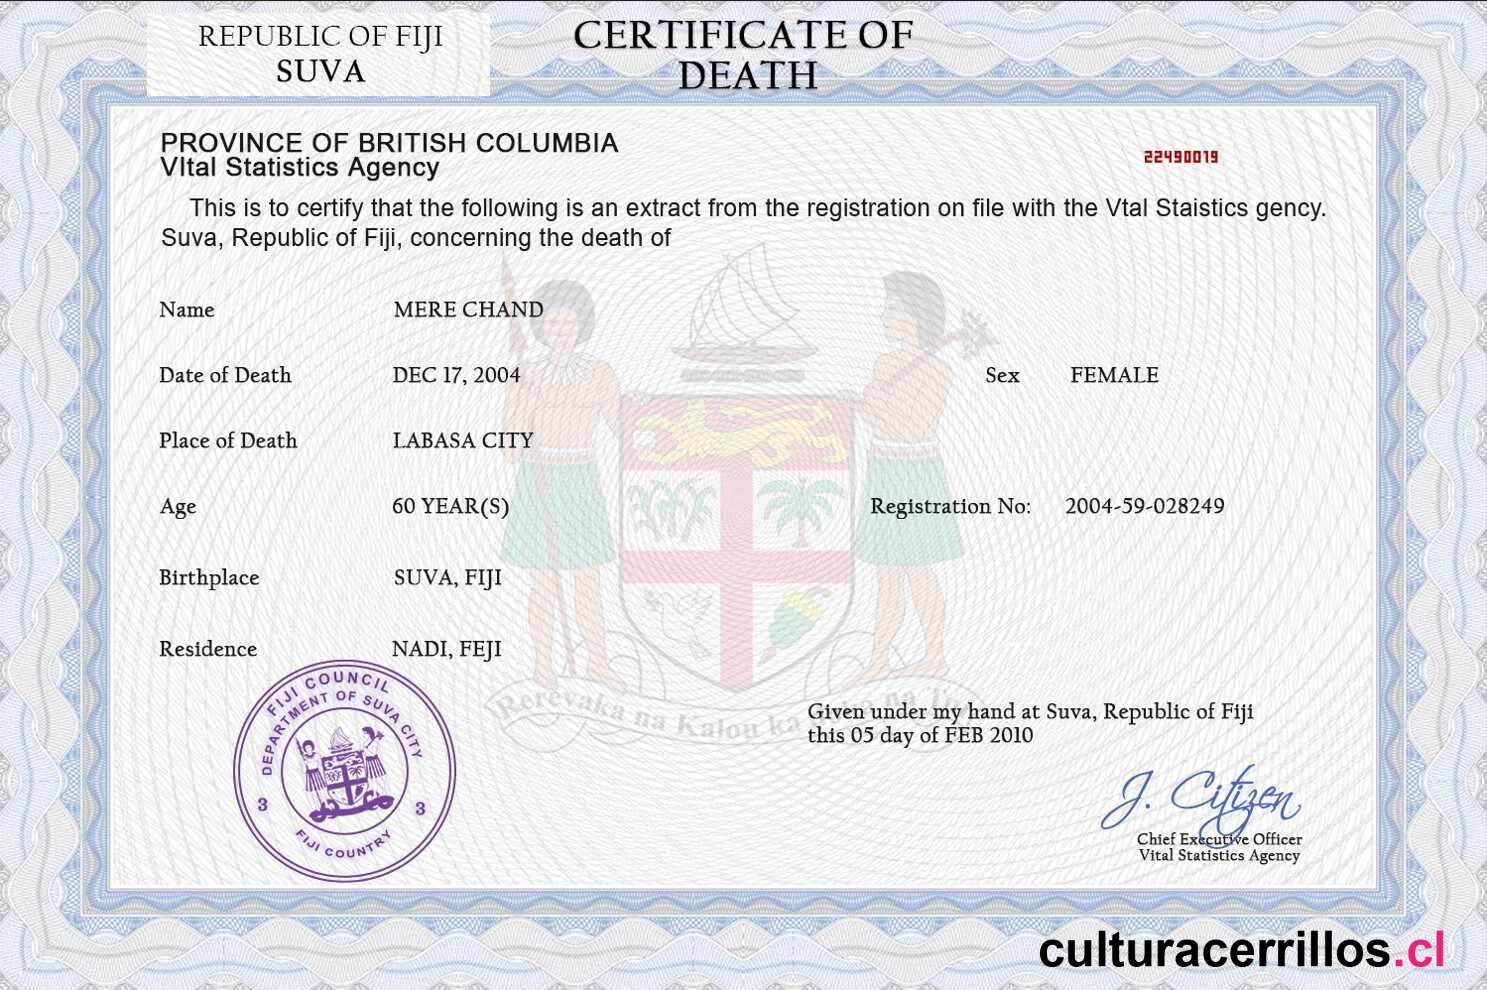 REPUBLIC OF FIJI
SUVA
CERTIFICATE OF
DEATH
PROVINCE OF BRITISH COLUMBIA
VItal Statistics Agency
22490019
This is to certify that the following is an extract from the registration on file with the Vtal Staistics gency.
Suva, Republic of Fiji, concerning the death of
Name MERE CHAND
Date of Death DEC 17, 2004 Sex FEMALE
Place of Death LABASA CITY
Age 60 YEAR(S) Registration No: 2004-59-028249
Birthplace SUVA, FIJI
Residence NADI, FEJI
Rerevaka na Kalou ka na
FIJI COUNCIL
DEPARTMENT OF SUVA CITY
3 3
FIJI COUNTRY
Given under my hand at Suva, Republic of Fiji
this 05 day of FEB 2010
J. Citizen
Chief Executive Officer
Vital Statistics Agency
culturacerrillos.cl